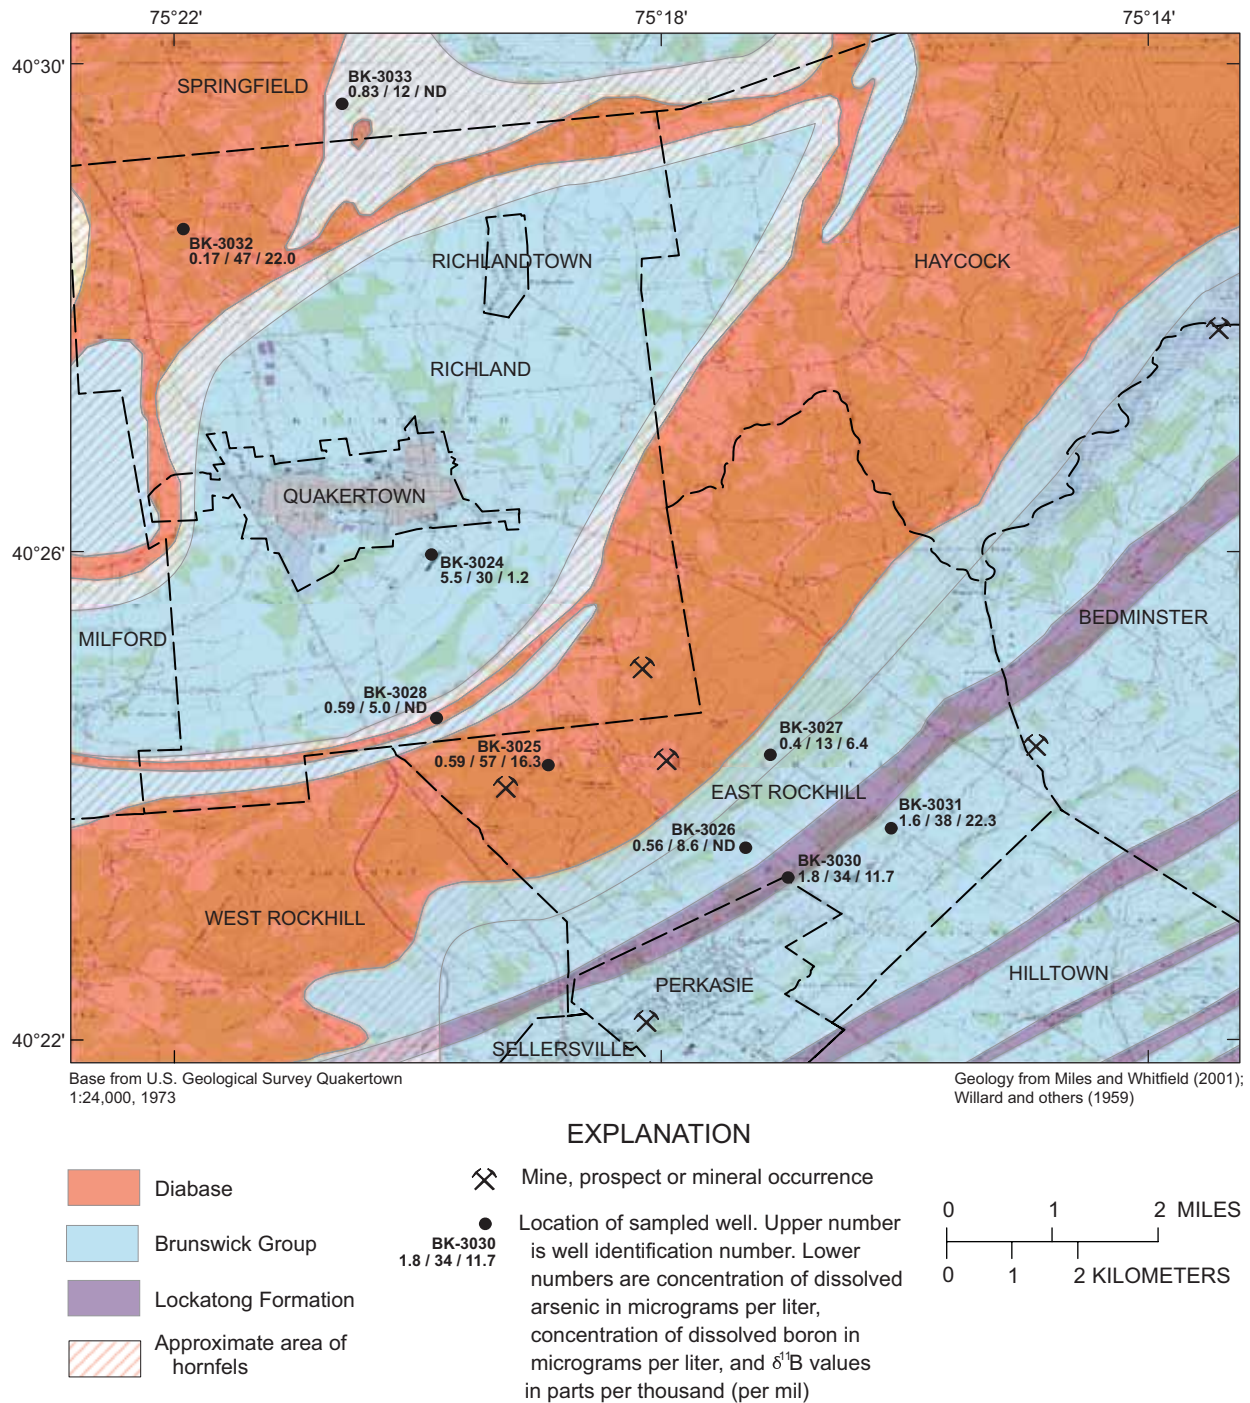 75°22'
75°18'
75°14'
40°30'
SPRINGFIELD
BK-3033
0.83 / 12 / ND
BK-3032
0.17 / 47 / 22.0
RICHLANDTOWN
HAYCOCK
RICHLAND
QUAKERTOWN
40°26'
BK-3024
5.5 / 30 / 1.2
BEDMINSTER
MILFORD
BK-3028
0.59 / 5.0 / ND
BK-3025
0.59 / 57 / 16.3
BK-3027
0.4 / 13 / 6.4
EAST ROCKHILL
BK-3031
1.6 / 38 / 22.3
BK-3026
0.56 / 8.6 / ND
BK-3030
1.8 / 34 / 11.7
WEST ROCKHILL
HILLTOWN
PERKASIE
40°22'
SELLERSVILLE
Base from U.S. Geological Survey Quakertown
1:24,000, 1973
Geology from Miles and Whitfield (2001);
Willard and others (1959)
EXPLANATION
Diabase
Brunswick Group
Lockatong Formation
Approximate area of
hornfels
Mine, prospect or mineral occurrence
BK-3030
1.8 / 34 / 11.7
Location of sampled well. Upper number
is well identification number. Lower
numbers are concentration of dissolved
arsenic in micrograms per liter,
concentration of dissolved boron in
micrograms per liter, and δ¹¹B values
in parts per thousand (per mil)
0 1 2 MILES
0 1 2 KILOMETERS